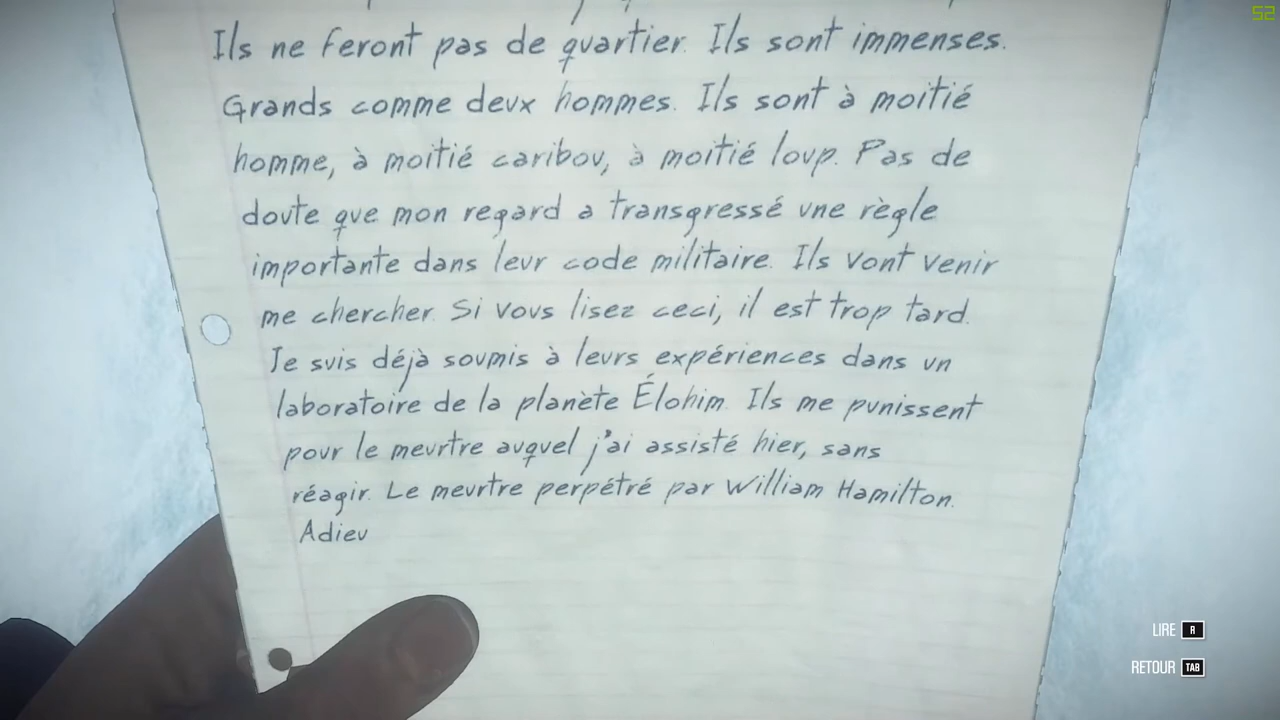 52
Ils ne feront pas de quartier. Ils sont immenses.
Grands comme deux hommes. Ils sont à moitié
homme, à moitié caribou, à moitié loup. Pas de
doute que mon regard a transgressé une règle
importante dans leur code militaire. Ils vont venir
me chercher. Si vous lisez ceci, il est trop tard.
Je suis déjà soumis à leurs expériences dans un
laboratoire de la planète Élohim. Ils me punissent
pour le meurtre auquel j'ai assisté hier, sans
réagir. Le meurtre perpétré par William Hamilton.
Adieu
LIRE R
RETOUR TAB